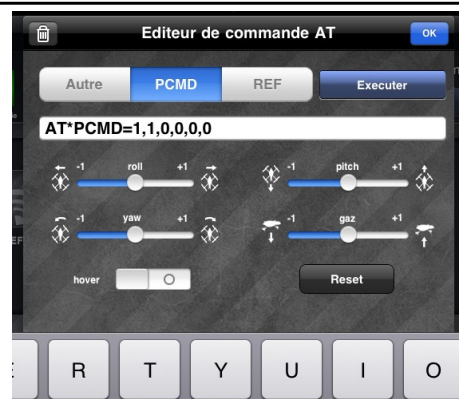 Editeur de commande AT
OK
Autre
PCMD
REF
Executer
AT*PCMD=1,1,0,0,0,0
-1 roll +1
-1 pitch +1
-1 yaw +1
-1 gaz +1
hover
Reset
R T Y U I O